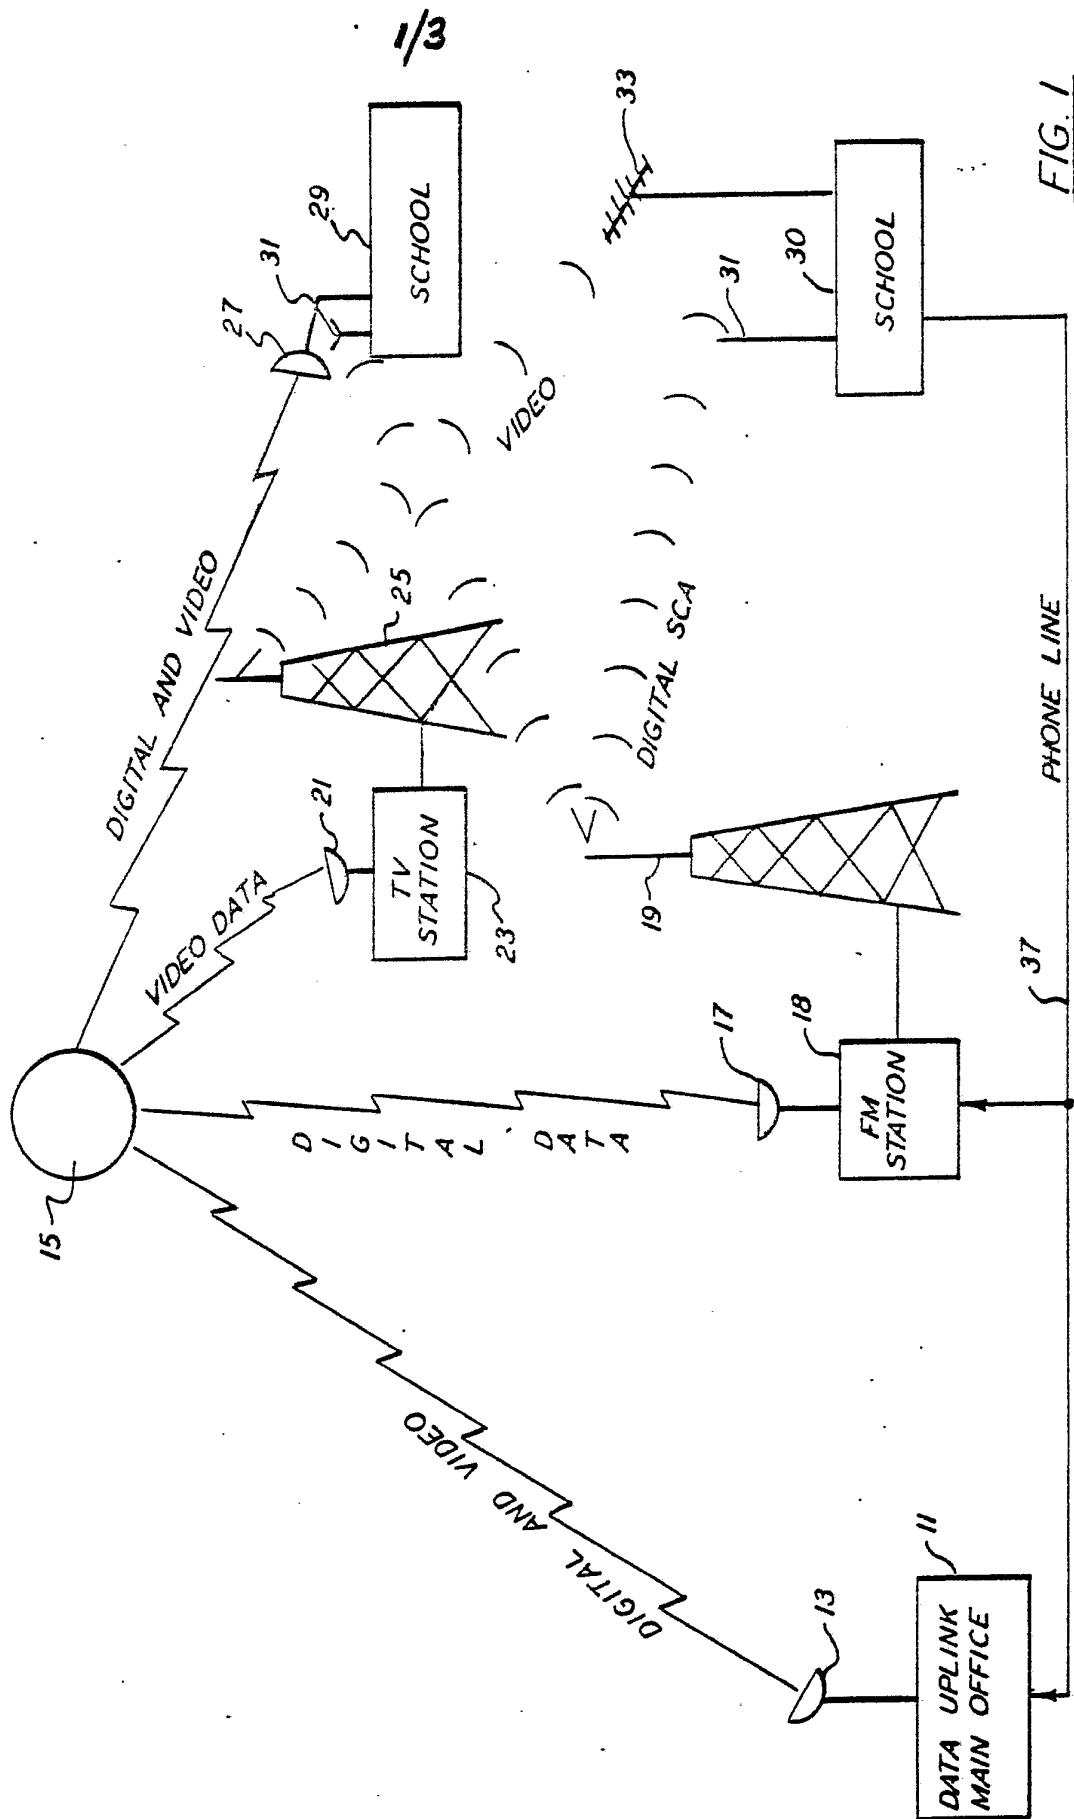 1/3
15
DIGITAL AND VIDEO
VIDEO DATA
DIGITAL DATA
DIGITAL AND VIDEO
27
31
29
SCHOOL
21
TV
STATION
23
25
VIDEO
33
31
30
SCHOOL
DIGITAL SCA
19
17
18
FM
STATION
13
11
DATA UPLINK
MAIN OFFICE
37
PHONE LINE
FIG. 1